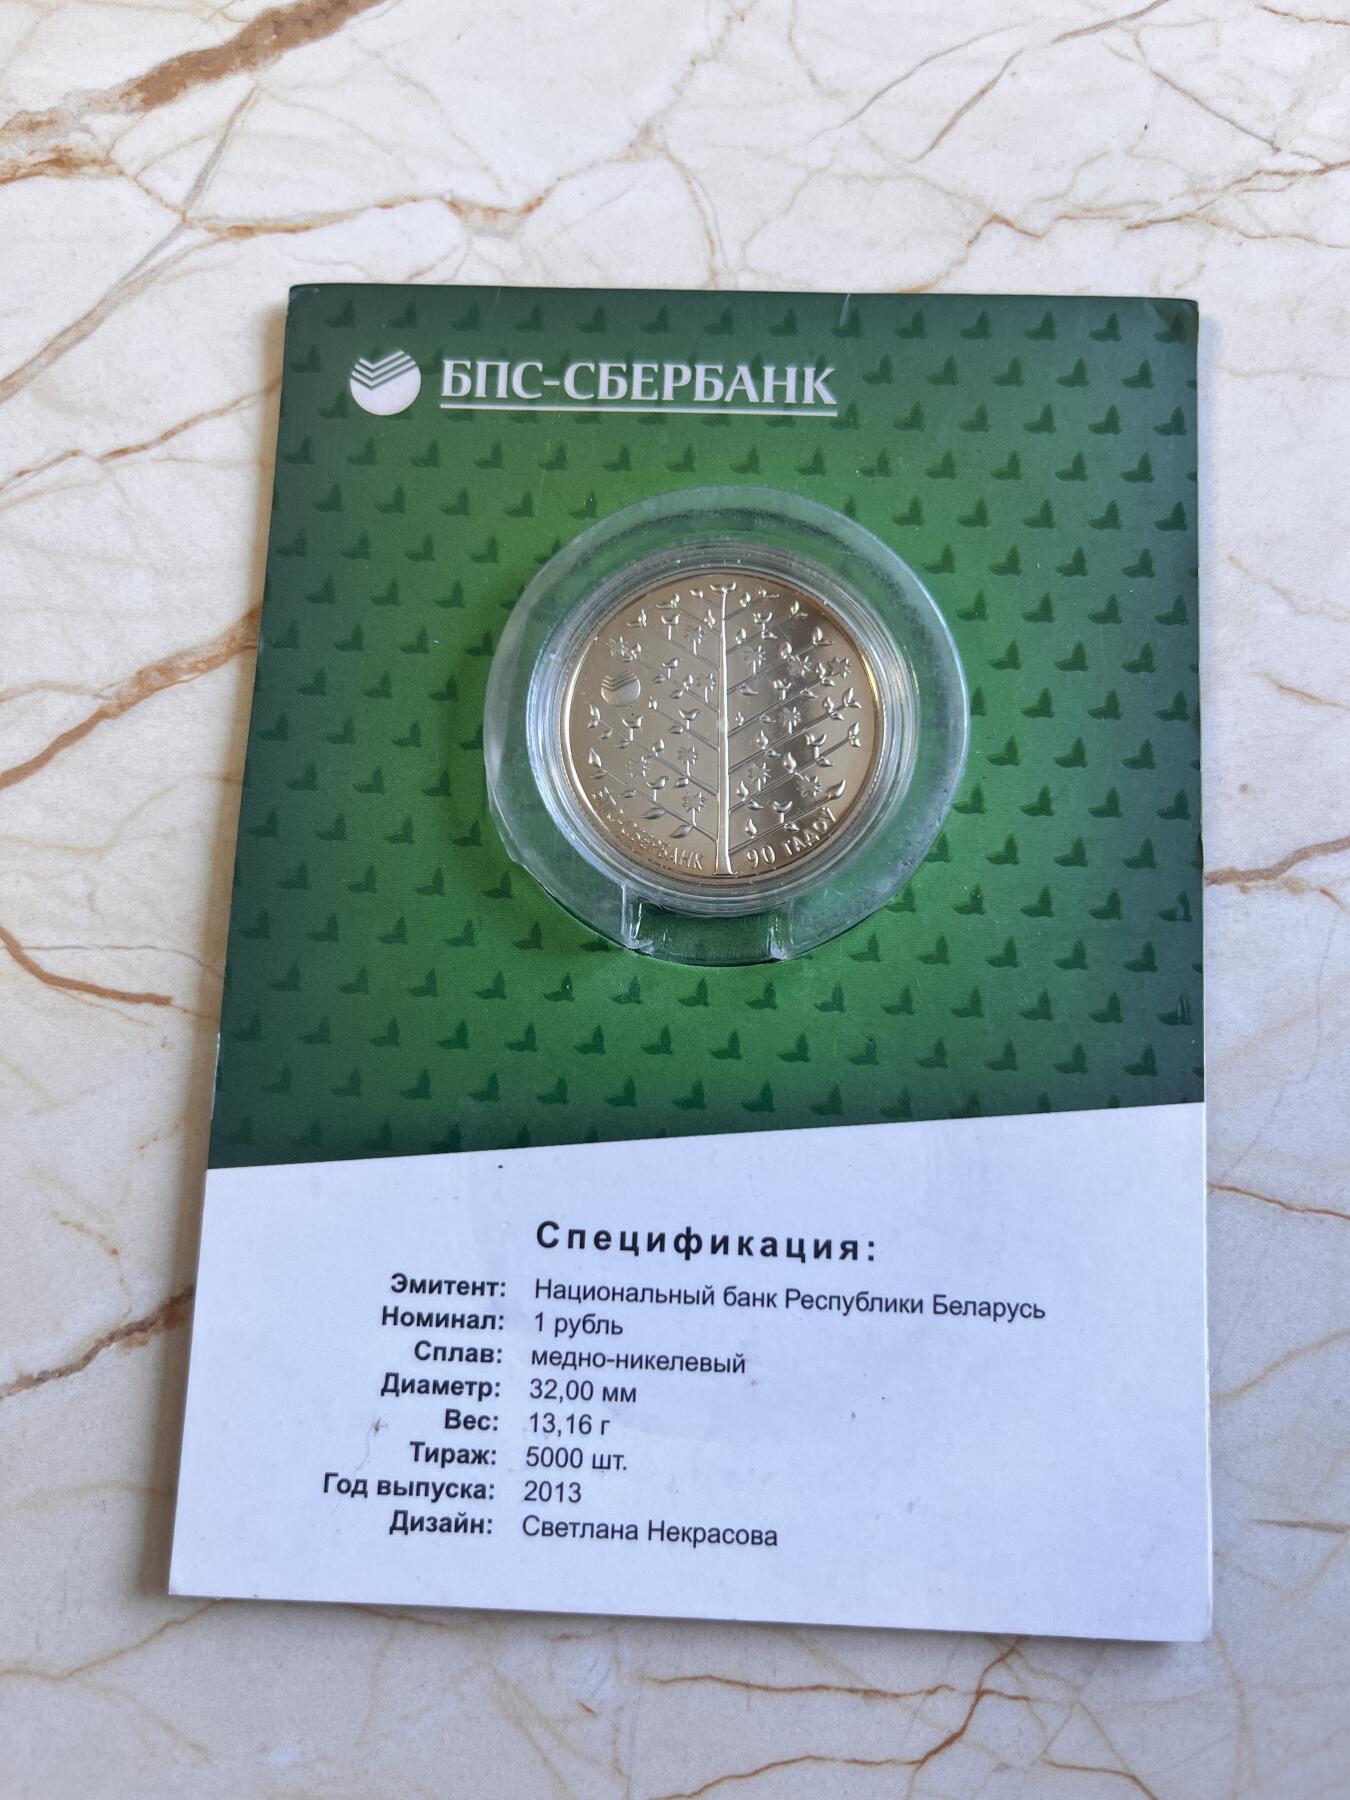 БПС-СБЕРБАНК
БПС-СБЕРБАНК 90 ГАДОЎ
Спецификация:
Эмитент: Национальный банк Республики Беларусь
Номинал: 1 рубль
Сплав: медно-никелевый
Диаметр: 32,00 мм
Вес: 13,16 г
Тираж: 5000 шт.
Год выпуска: 2013
Дизайн: Светлана Некрасова